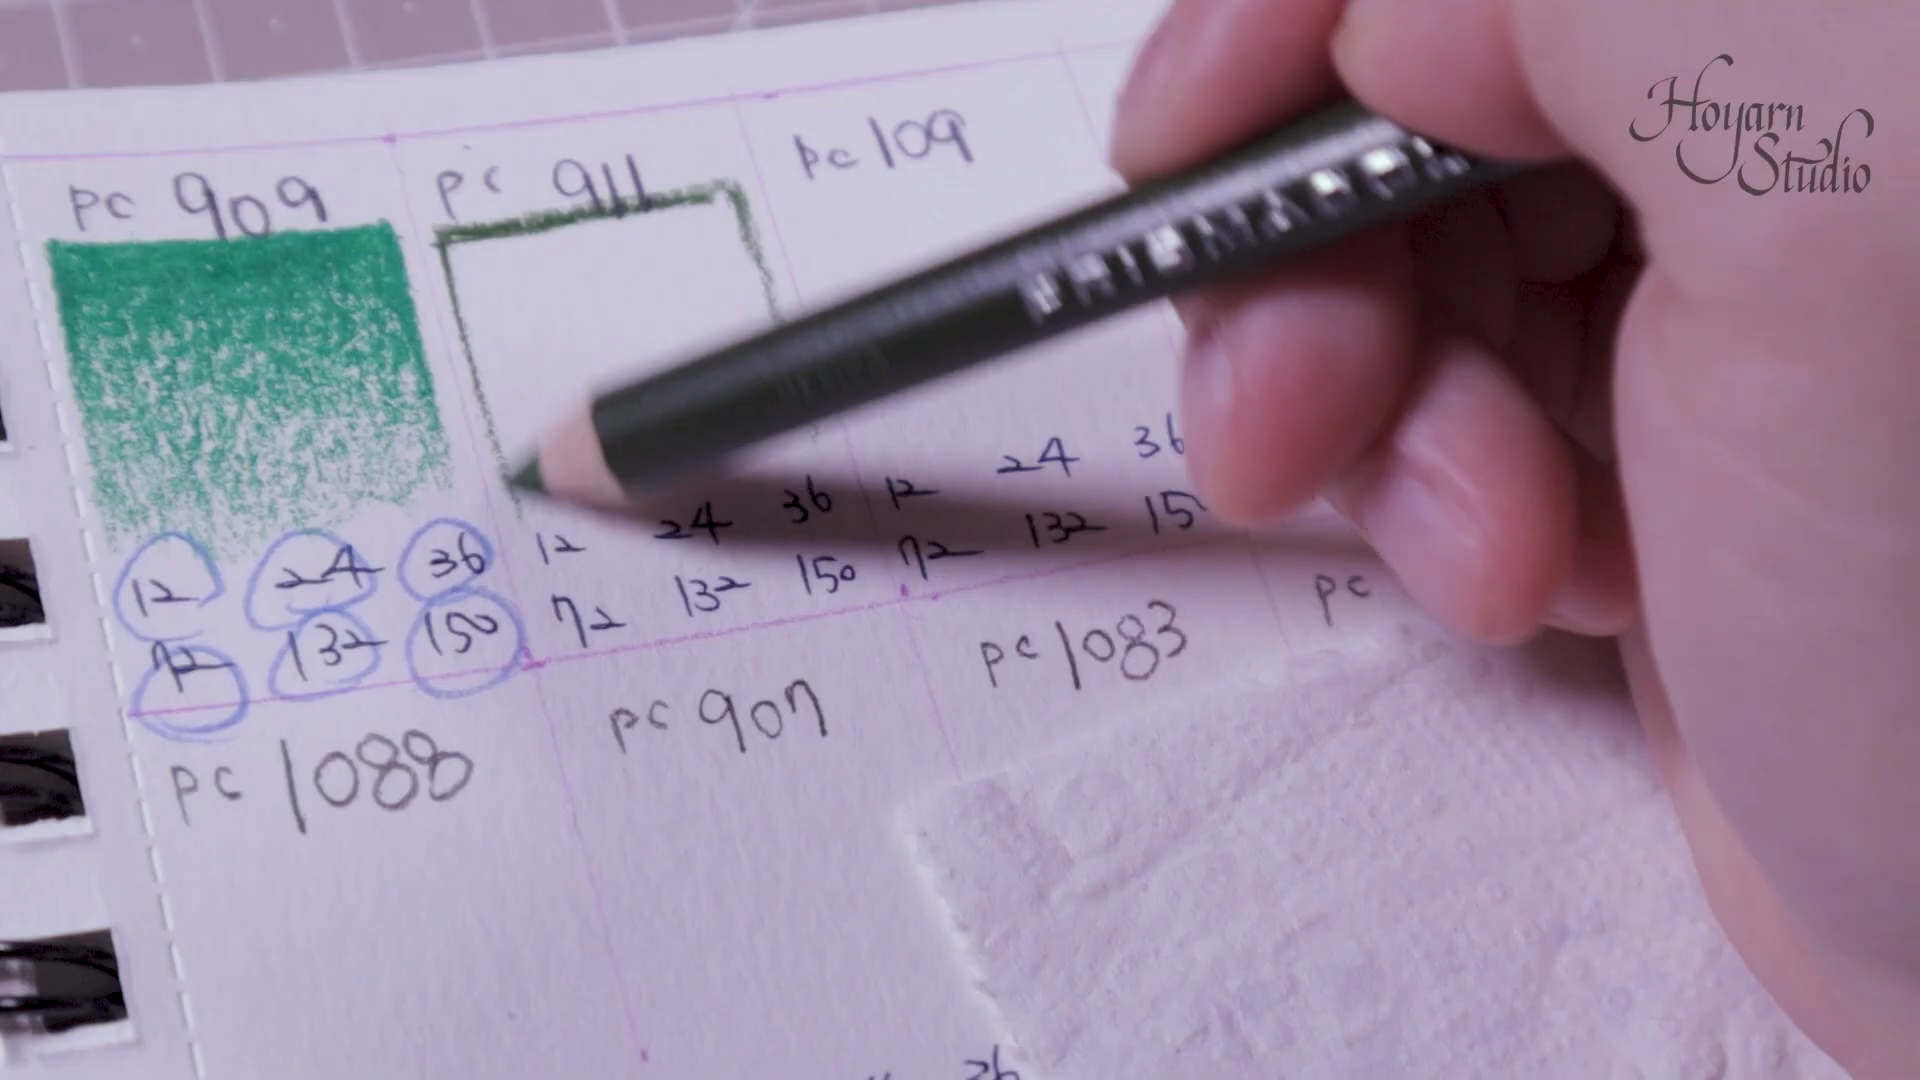 Hoyarn
Studio
pc 909
pc 911
pc 109
12 24 36
72 132 150
12 24 36
72 132 150
12 24 36
72 132
pc 1088
pc 907
pc 1083
pc
36